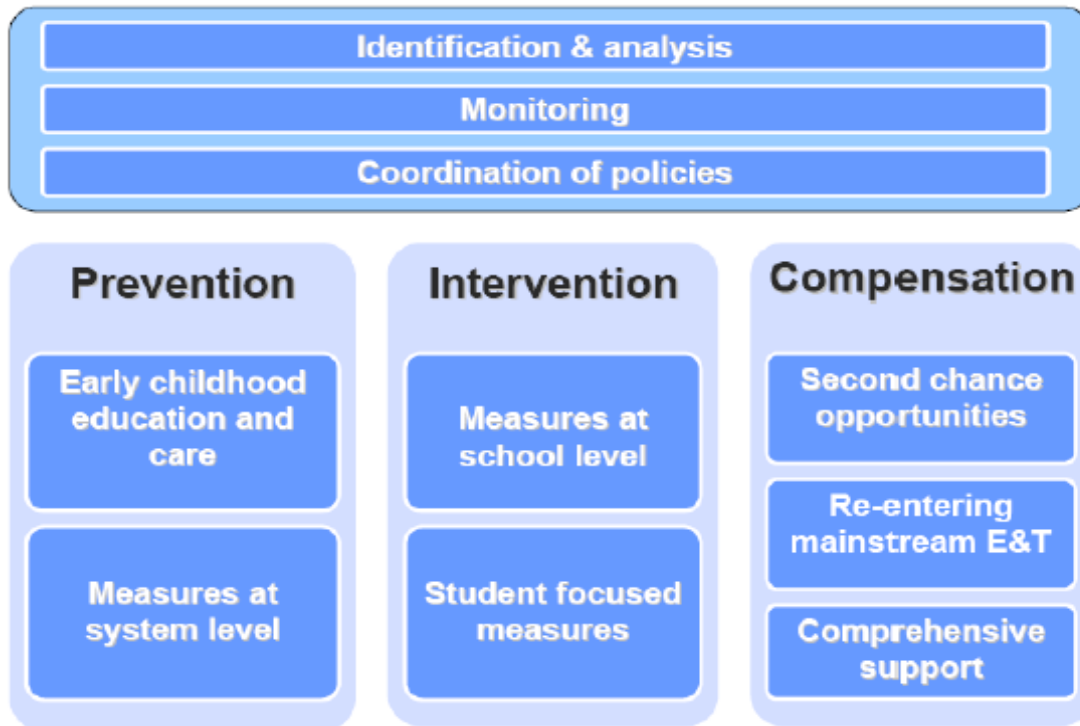 Identification & analysis
Monitoring
Coordination of policies
Prevention
Early childhood
education and
care
Measures at
system level
Intervention
Measures at
school level
Student focused
measures
Compensation
Second chance
opportunities
Re-entering
mainstream E&T
Comprehensive
support